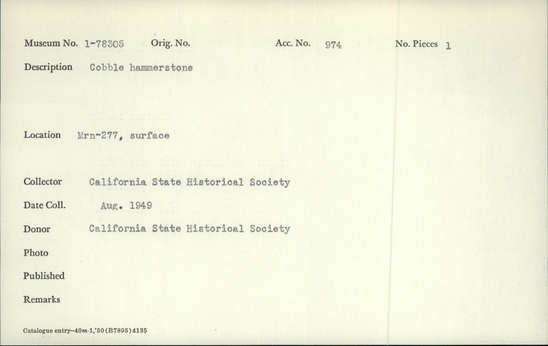 Museum No. 1-78305 Orig. No. Acc. No. 974 No. Pieces 1
Description Cobble hammerstone
Location Mrn-277, surface
Collector California State Historical Society
Date Coll. Aug. 1949
Donor California State Historical Society
Photo
Published
Remarks
Catalogue entry—40m-1,'50 (B7895) 4135